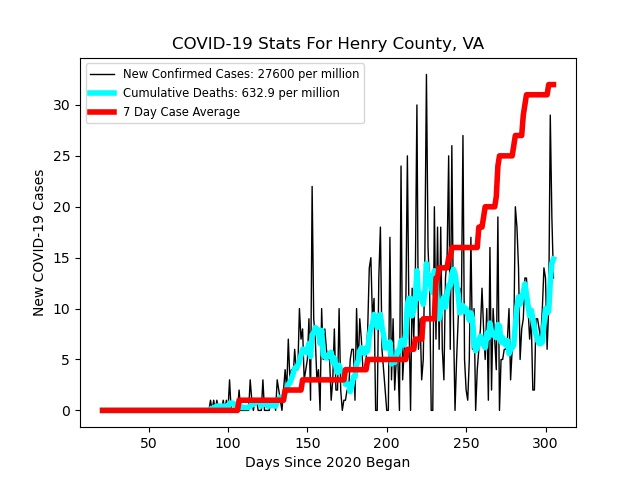 COVID-19 Stats For Henry County, VA
New Confirmed Cases: 27600 per million
Cumulative Deaths: 632.9 per million
7 Day Case Average
New COVID-19 Cases
30
25
20
15
10
5
0
50 100 150 200 250 300
Days Since 2020 Began